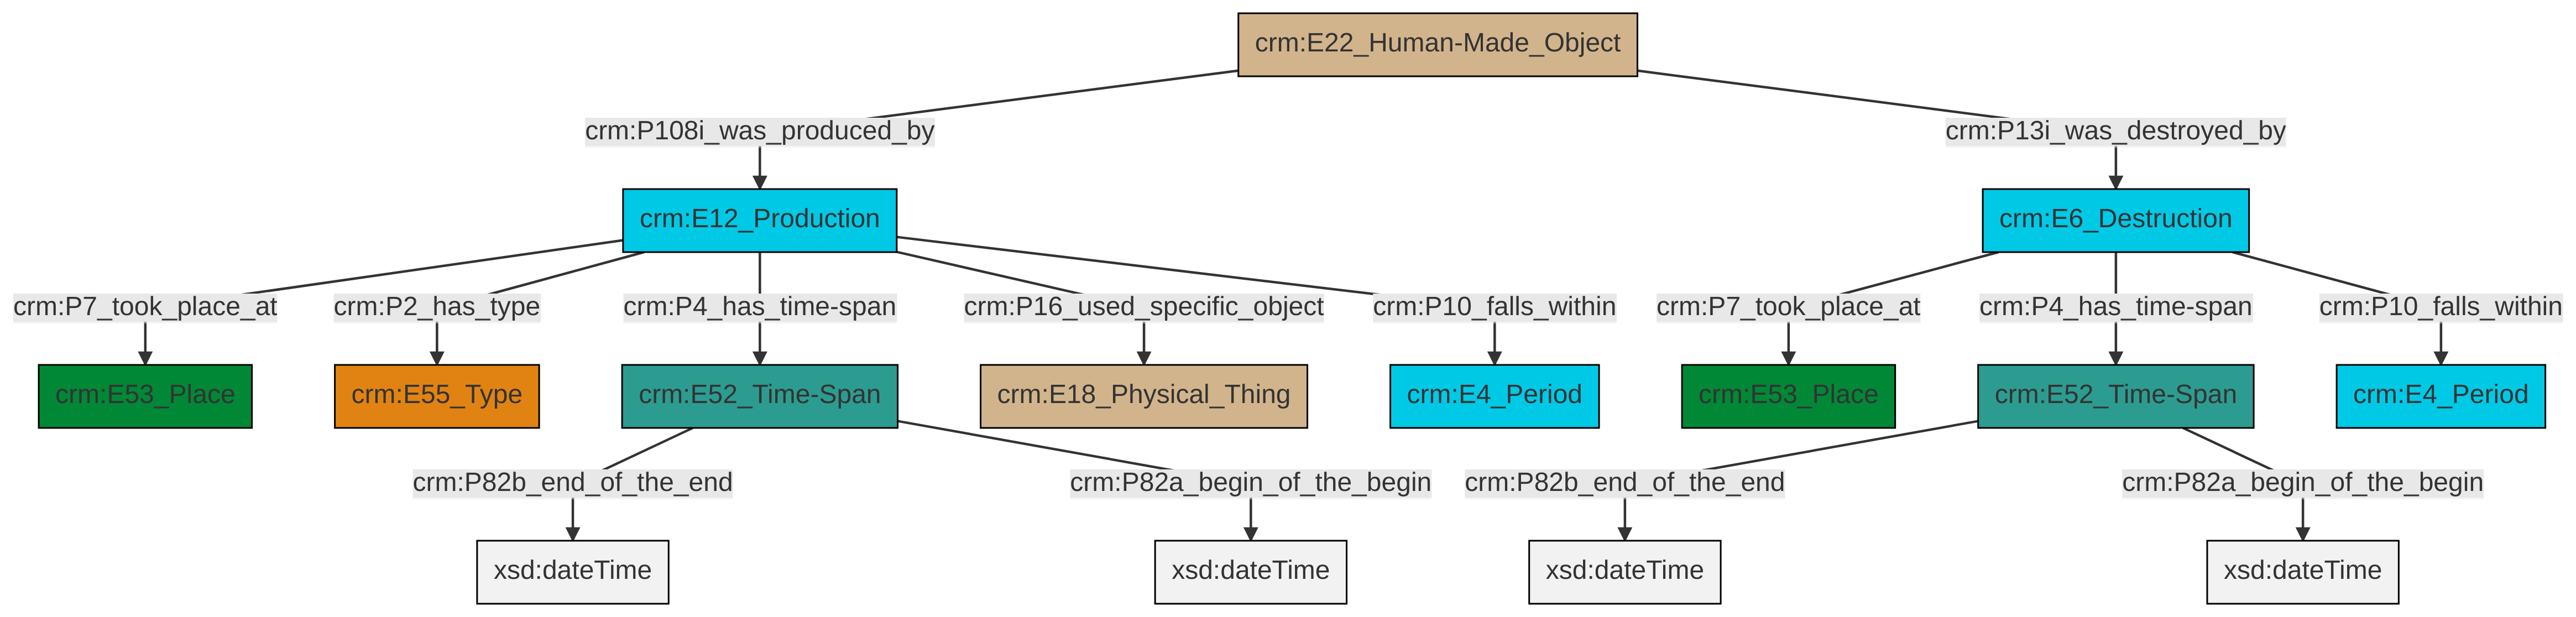 crm:E22_Human-Made_Object
crm:P108i_was_produced_by
crm:P13i_was_destroyed_by
crm:E12_Production
crm:E6_Destruction
crm:P7_took_place_at
crm:P2_has_type
crm:P4_has_time-span
crm:P16_used_specific_object
crm:P10_falls_within
crm:P7_took_place_at
crm:P4_has_time-span
crm:P10_falls_within
crm:E53_Place
crm:E55_Type
crm:E52_Time-Span
crm:E18_Physical_Thing
crm:E4_Period
crm:E53_Place
crm:E52_Time-Span
crm:E4_Period
crm:P82b_end_of_the_end
crm:P82a_begin_of_the_begin
crm:P82b_end_of_the_end
crm:P82a_begin_of_the_begin
xsd:dateTime
xsd:dateTime
xsd:dateTime
xsd:dateTime